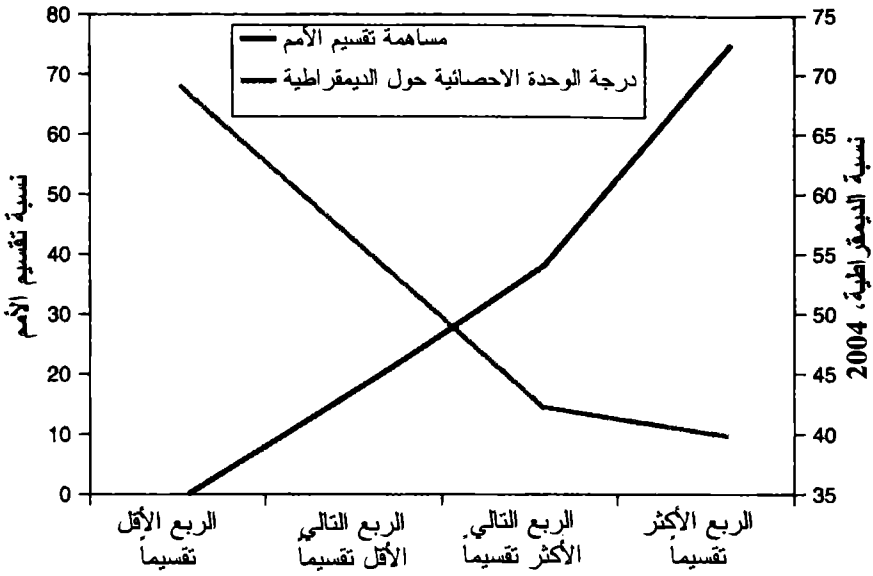 مساهمة تقسيم الأمم
درجة الوحدة الاحصائية حول الديمقراطية
نسبة تقسيم الأمم
80
70
60
50
40
30
20
10
0
نسبة الديمقراطية، 2004
75
70
65
60
55
50
45
40
35
الربع الأقل
تقسيماً
الربع التالي
الأقل تقسيماً
الربع التالي
الأكثر تقسيماً
الربع الأكثر
تقسيماً